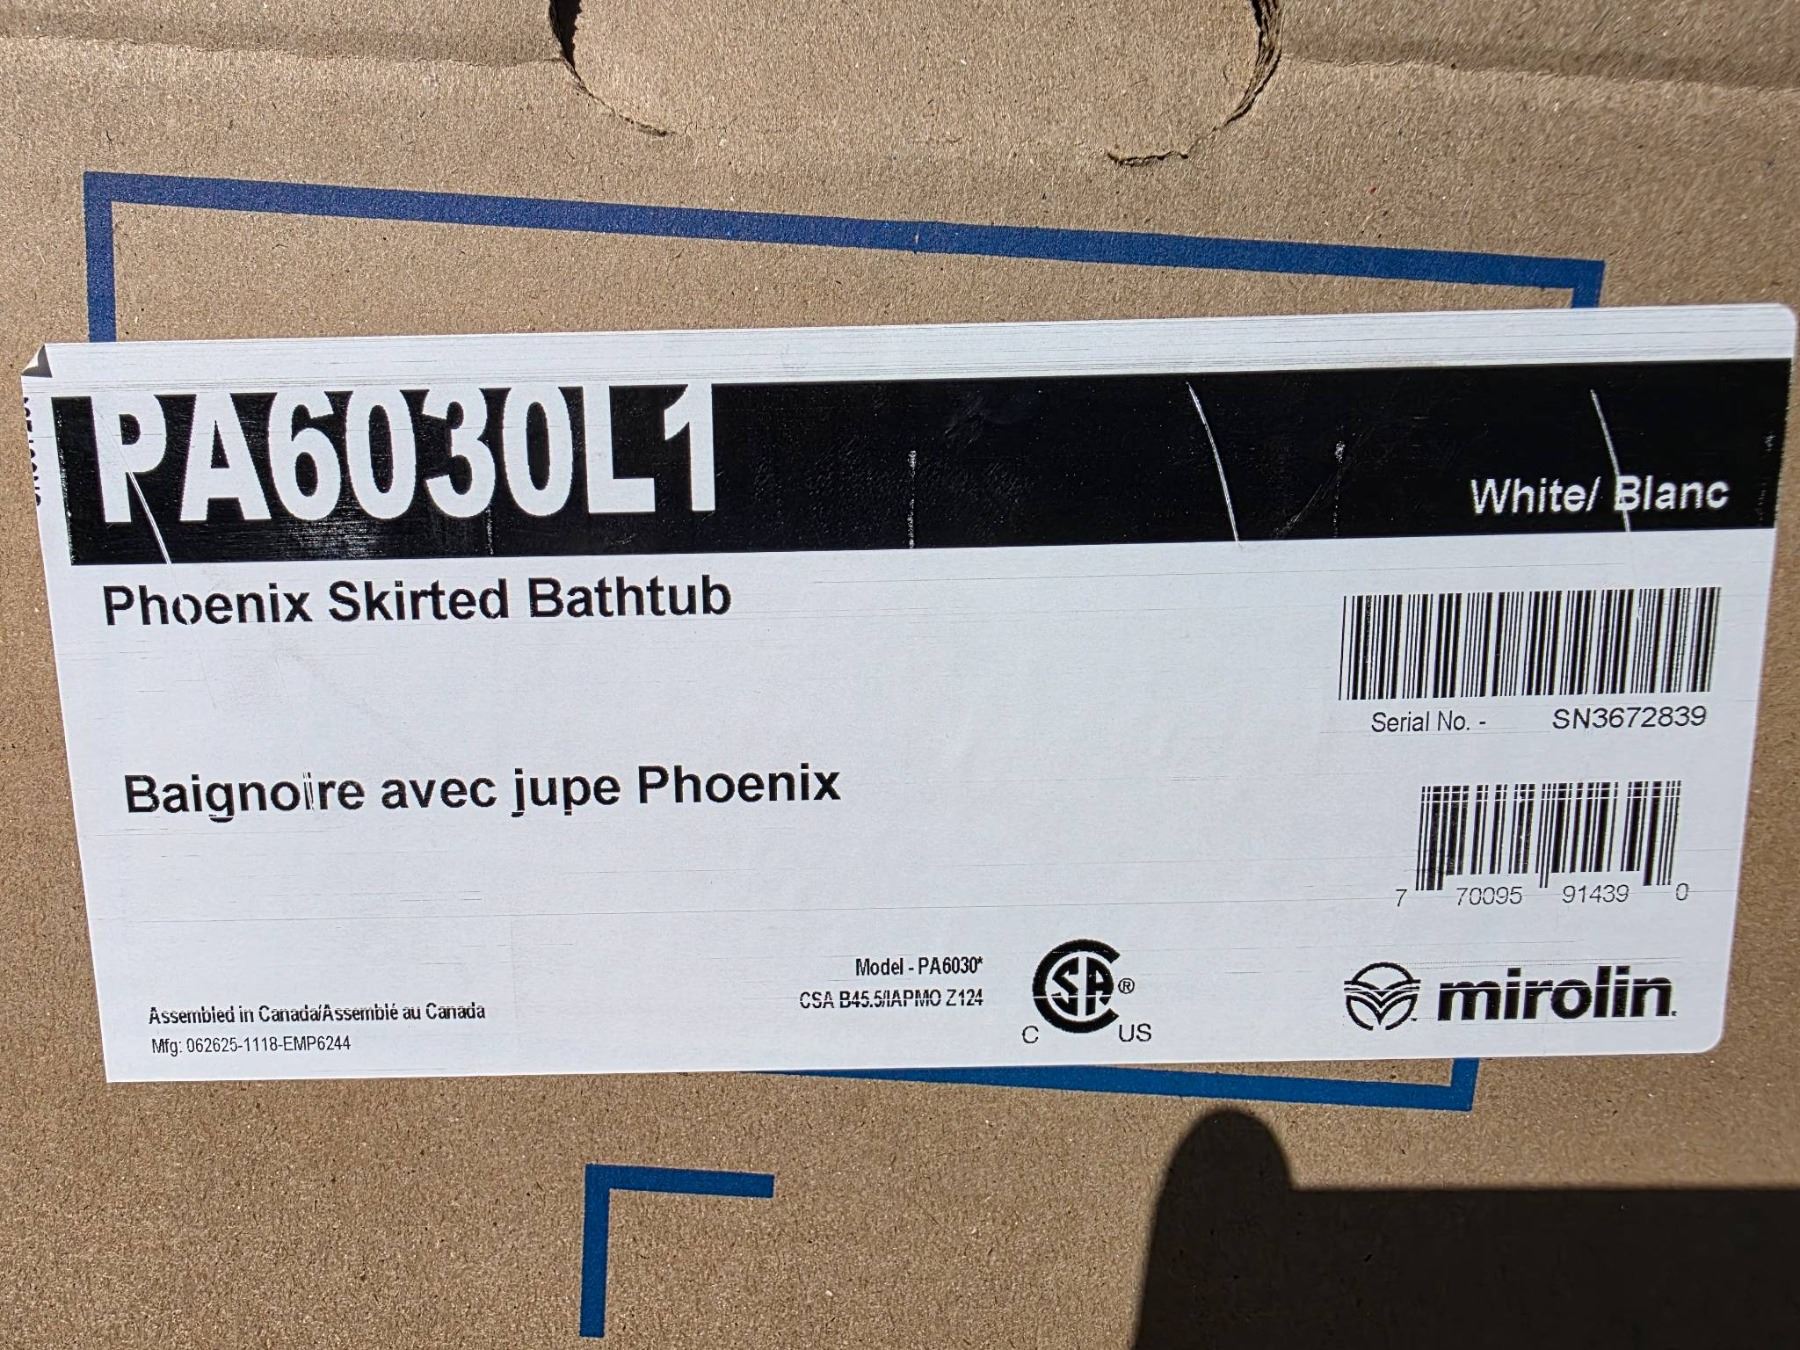 PA6030L1
White/ Blanc
Phoenix Skirted Bathtub
Serial No. - SN3672839
Baignoire avec jupe Phoenix
7 70095 91439 0
Model - PA6030*
CSA B45.5/IAPMO Z124
CSA®
C US
mirolin
Assembled in Canada/Assemblé au Canada
Mfg: 062625-1118-EMP6244